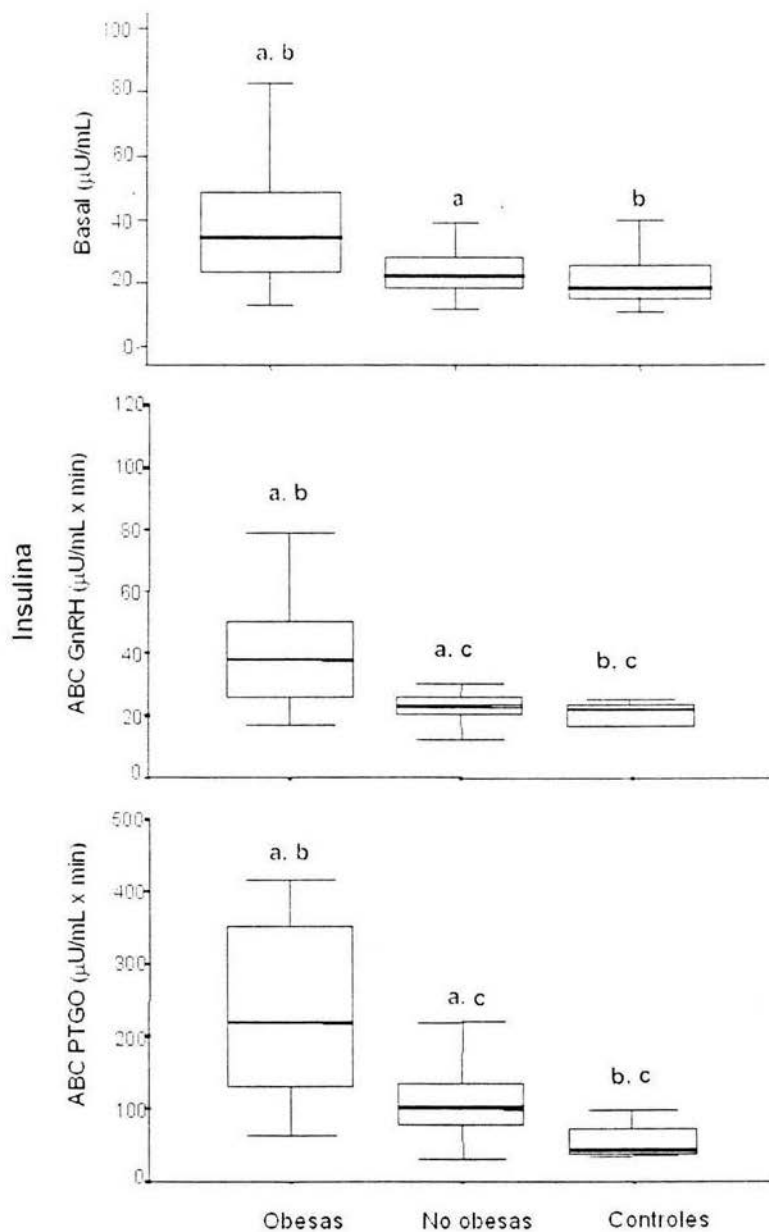 Insulina
Basal (µU/mL)
100
80
60
40
20
0
a. b
a
b
ABC GnRH (µU/mL x min)
120
100
80
60
40
20
0
a. b
a. c
b. c
ABC PTGO (µU/mL x min)
500
400
300
200
100
0
a. b
a. c
b. c
Obesas No obesas Controles